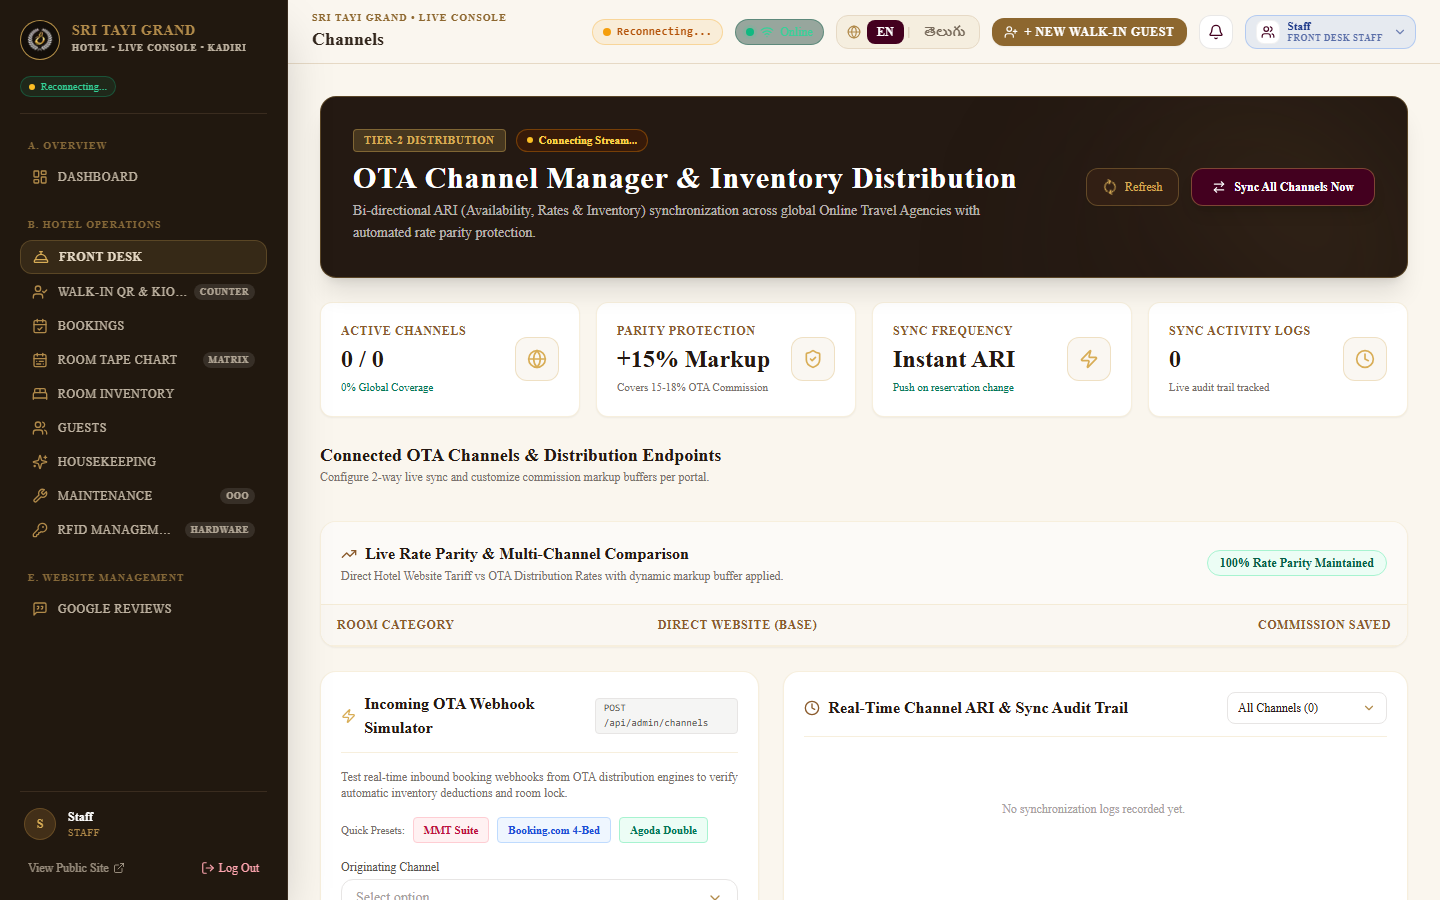 SRI TAYI GRAND
HOTEL • LIVE CONSOLE • KADIRI
Reconnecting...
A. OVERVIEW
DASHBOARD
B. HOTEL OPERATIONS
FRONT DESK
WALK-IN QR & KIO... COUNTER
BOOKINGS
ROOM TAPE CHART MATRIX
ROOM INVENTORY
GUESTS
HOUSEKEEPING
MAINTENANCE OOO
RFID MANAGEM... HARDWARE
E. WEBSITE MANAGEMENT
GOOGLE REVIEWS
S
Staff
STAFF
View Public Site
Log Out
SRI TAYI GRAND • LIVE CONSOLE
Channels
Reconnecting...
EN
తెలుగు
+ NEW WALK-IN GUEST
Staff
FRONT DESK STAFF
TIER-2 DISTRIBUTION
Connecting Stream...
OTA Channel Manager & Inventory Distribution
Bi-directional ARI (Availability, Rates & Inventory) synchronization across global Online Travel Agencies with
automated rate parity protection.
Refresh
Sync All Channels Now
ACTIVE CHANNELS
0 / 0
0% Global Coverage
PARITY PROTECTION
+15% Markup
Covers 15-18% OTA Commission
SYNC FREQUENCY
Instant ARI
Push on reservation change
SYNC ACTIVITY LOGS
0
Live audit trail tracked
Connected OTA Channels & Distribution Endpoints
Configure 2-way live sync and customize commission markup buffers per portal.
Live Rate Parity & Multi-Channel Comparison
Direct Hotel Website Tariff vs OTA Distribution Rates with dynamic markup buffer applied.
100% Rate Parity Maintained
ROOM CATEGORY DIRECT WEBSITE (BASE) COMMISSION SAVED
Incoming OTA Webhook
Simulator
POST
/api/admin/channels
Test real-time inbound booking webhooks from OTA distribution engines to verify
automatic inventory deductions and room lock.
Quick Presets: MMT Suite Booking.com 4-Bed Agoda Double
Originating Channel
Select option
Real-Time Channel ARI & Sync Audit Trail
All Channels (0)
No synchronization logs recorded yet.